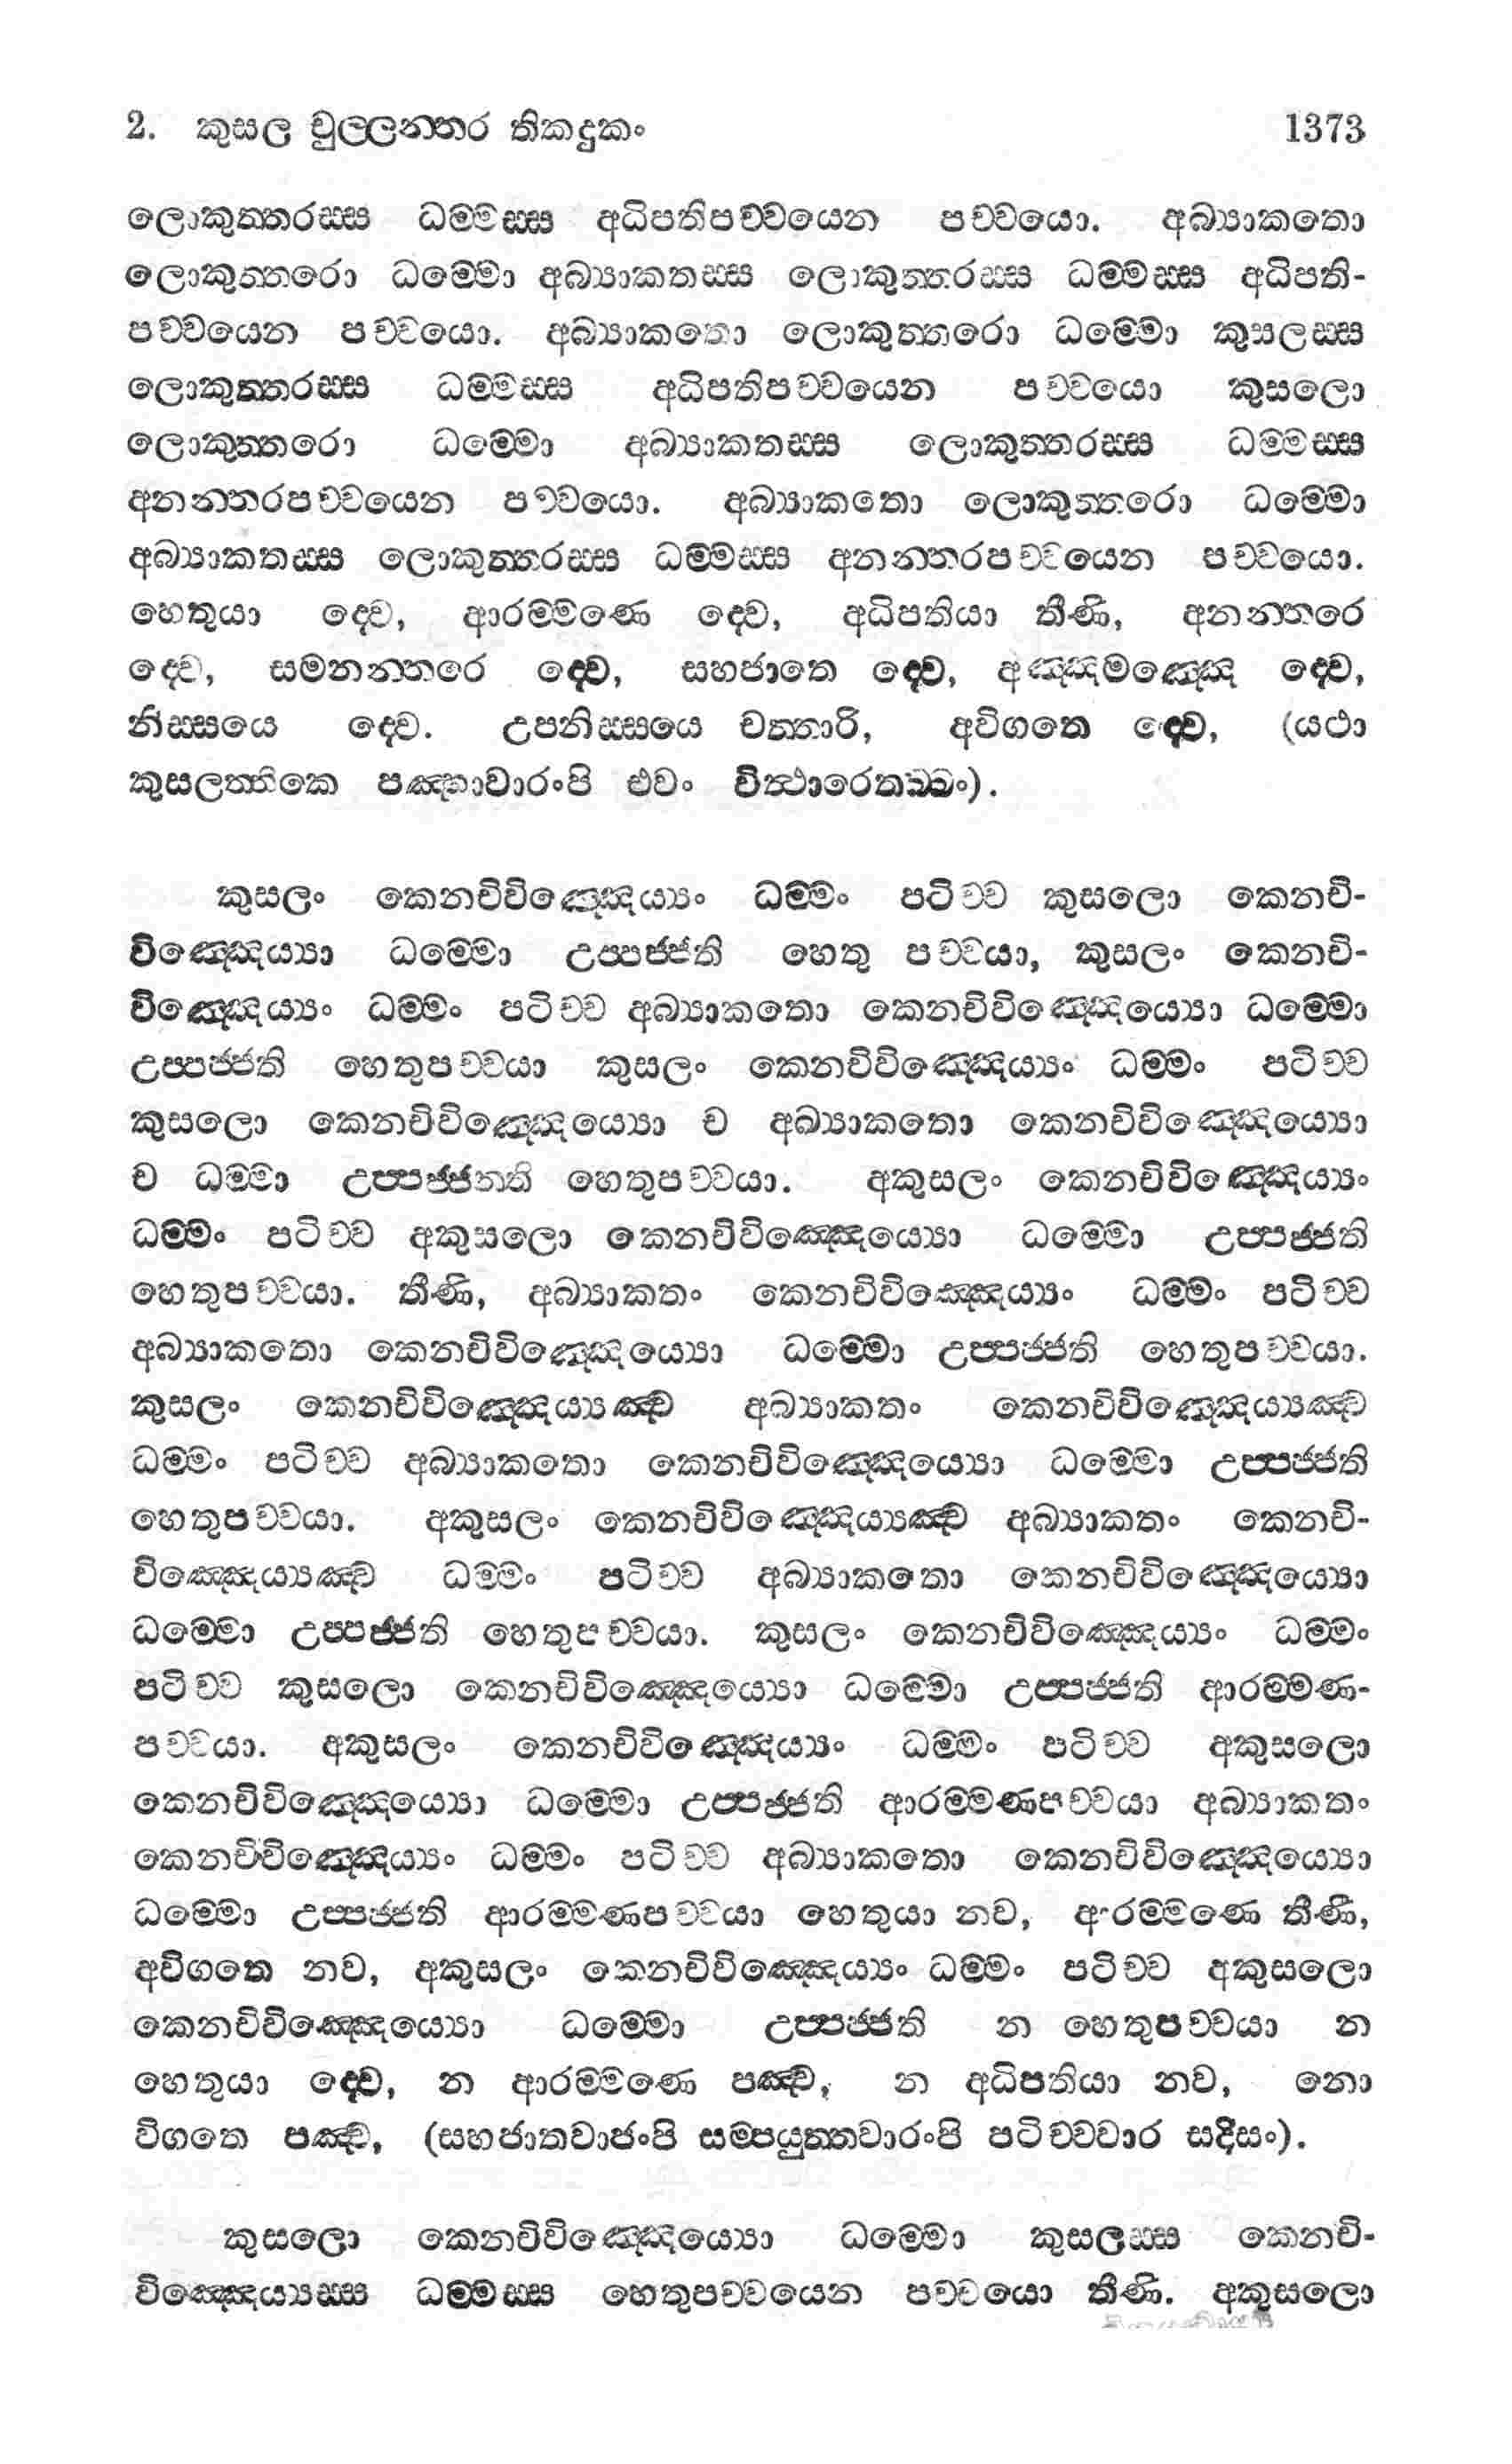 2. කුසල චුල්ලන්තර තිකදුකං 1373
ලොකුත්තරස්ස ධම්මස්ස අධිපතිපච්චයෙන පච්චයො. අබ්‍යාකතො
ලොකුත්තරො ධම්මො අබ්‍යාකතස්ස ලොකුත්තරස්ස ධම්මස්ස අධිපති-
පච්චයෙන පච්චයො. අබ්‍යාකතො ලොකුත්තරො ධම්මො කුසලස්ස
ලොකුත්තරස්ස ධම්මස්ස අධිපතිපච්චයෙන පච්චයො කුසලො
ලොකුත්තරො ධම්මො අබ්‍යාකතස්ස ලොකුත්තරස්ස ධම්මස්ස
අනන්තරපච්චයෙන පච්චයො. අබ්‍යාකතො ලොකුත්තරො ධම්මො
අබ්‍යාකතස්ස ලොකුත්තරස්ස ධම්මස්ස අනන්තරපච්චයෙන පච්චයො.
හෙතුයා ද්වෙ, ආරම්මණෙ ද්වෙ, අධිපතියා තීණි, අනන්තරෙ
ද්වෙ, සමනන්තරෙ ද්වෙ, සහජාතෙ ද්වෙ, අඤ්ඤමඤ්ඤෙ ද්වෙ,
නිස්සයෙ ද්වෙ. උපනිස්සයෙ චත්තාරි, අවිගතෙ ද්වෙ, (යථා
කුසලත්තිකෙ පඤ්හාවාරංපි එවං විත්ථාරෙතබ්බං).

කුසලං කෙනචිවිඤ්ඤෙය්‍යං ධම්මං පටිච්ච කුසලො කෙනචි-
විඤ්ඤෙය්‍යා ධම්මො උප්පජ්ජති හෙතු පච්චයා, කුසලං කෙනචි-
විඤ්ඤෙය්‍යං ධම්මං පටිච්ච අබ්‍යාකතො කෙනචිවිඤ්ඤෙය්‍යො ධම්මො
උප්පජ්ජති හෙතුපච්චයා කුසලං කෙනචිවිඤ්ඤෙය්‍යං ධම්මං පටිච්ච
කුසලො කෙනචිවිඤ්ඤෙය්‍යො ච අඛ්‍යාකතො කෙනචිවිඤ්ඤෙය්‍යො
ච ධම්මා උප්පජ්ජන්ති හෙතුපච්චයා. අකුසලං කෙනචිවිඤ්ඤෙය්‍යං
ධම්මං පටිච්ච අකුසලො කෙනචිවිඤ්ඤෙය්‍යො ධම්මො උප්පජ්ජති
හෙතුපච්චයා. තීණි, අබ්‍යාකතං කෙනචිවිඤ්ඤෙය්‍යං ධම්මං පටිච්ච
අබ්‍යාකතො කෙනචිවිඤ්ඤෙය්‍යො ධම්මො උප්පජ්ජති හෙතුපච්චයා.
කුසලං කෙනචිවිඤ්ඤෙය්‍යඤ්ච අබ්‍යාකතං කෙනචිවිඤ්ඤෙය්‍යඤ්ච
ධම්මං පටිච්ච අබ්‍යාකතො කෙනචිවිඤ්ඤෙය්‍යො ධම්මො උප්පජ්ජති
හෙතුපච්චයා. අකුසලං කෙනචිවිඤ්ඤෙය්‍යඤ්ච අබ්‍යාකතං කෙනචි-
විඤ්ඤෙය්‍යඤ්ච ධම්මං පටිච්ච අබ්‍යාකතො කෙනචිවිඤ්ඤෙය්‍යො
ධම්මො උප්පජ්ජති හෙතුපච්චයා. කුසලං කෙනචිවිඤ්ඤෙය්‍යං ධම්මං
පටිච්ච කුසලො කෙනචිවිඤ්ඤෙය්‍යො ධම්මො උප්පජ්ජති ආරම්මණ-
පච්චයා. අකුසලං කෙනචිවිඤ්ඤෙය්‍යං ධම්මං පටිච්ච අකුසලො
කෙනචිවිඤ්ඤෙය්‍යො ධම්මො උප්පජ්ජති ආරම්මණපච්චයා අබ්‍යාකතං
කෙනචිවිඤ්ඤෙය්‍යං ධම්මං පටිච්ච අබ්‍යාකතො කෙනචිවිඤ්ඤෙය්‍යො
ධම්මො උප්පජ්ජති ආරම්මණපච්චයා හෙතුයා නව, ආරම්මණෙ තීණී,
අවිගතෙ නව, අකුසලං කෙනචිවිඤ්ඤෙය්‍යං ධම්මං පටිච්ච අකුසලො
කෙනචිවිඤ්ඤෙය්‍යො ධම්මො උප්පජ්ජති න හෙතුපච්චයා න
හෙතුයා ද්වෙ, න ආරම්මණෙ පඤ්ච, න අධිපතියා නව, නො
විගතෙ පඤ්ච, (සහජාතවාජංපි සම්පයුත්තවාරංපි පටිච්චවාර සදිසං).

කුසලො කෙනචිවිඤ්ඤෙය්‍යො ධම්මො කුසලස්ස කෙනචි-
විඤ්ඤෙය්‍යස්ස ධම්මස්ස හෙතුපච්චයෙන පච්චයො තීණි. අකුසලො